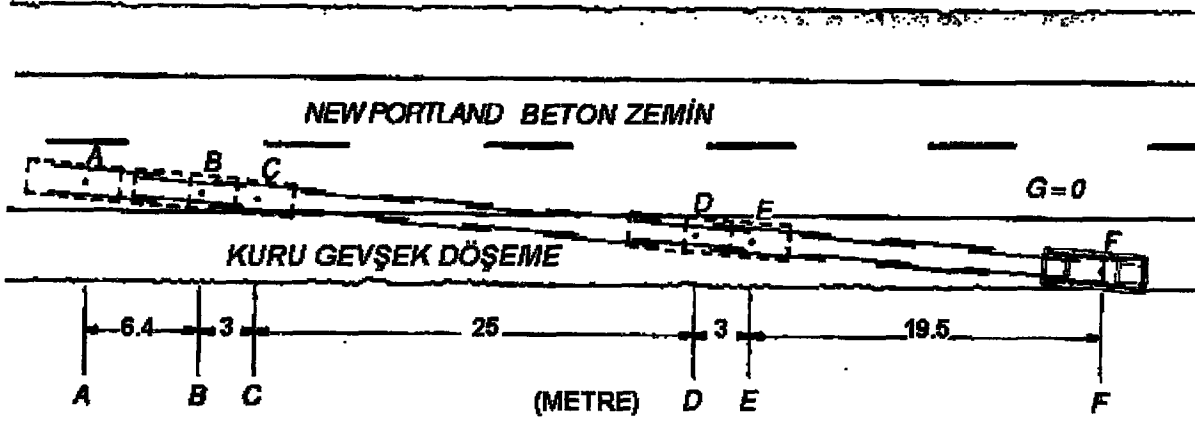 NEW PORTLAND BETON ZEMİN
A B C
G=0
D E F
KURU GEVŞEK DÖŞEME
6.4 3 25 3 19.5
A B C (METRE) D E F